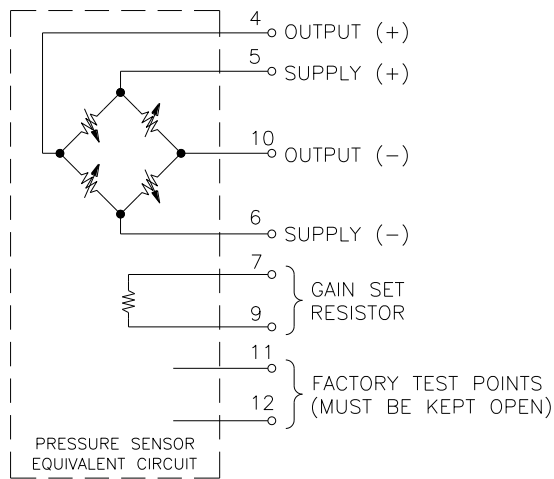 4
OUTPUT (+)
5
SUPPLY (+)
10
OUTPUT (−)
6
SUPPLY (−)
7
GAIN SET
RESISTOR
9
11
FACTORY TEST POINTS
(MUST BE KEPT OPEN)
12
PRESSURE SENSOR
EQUIVALENT CIRCUIT